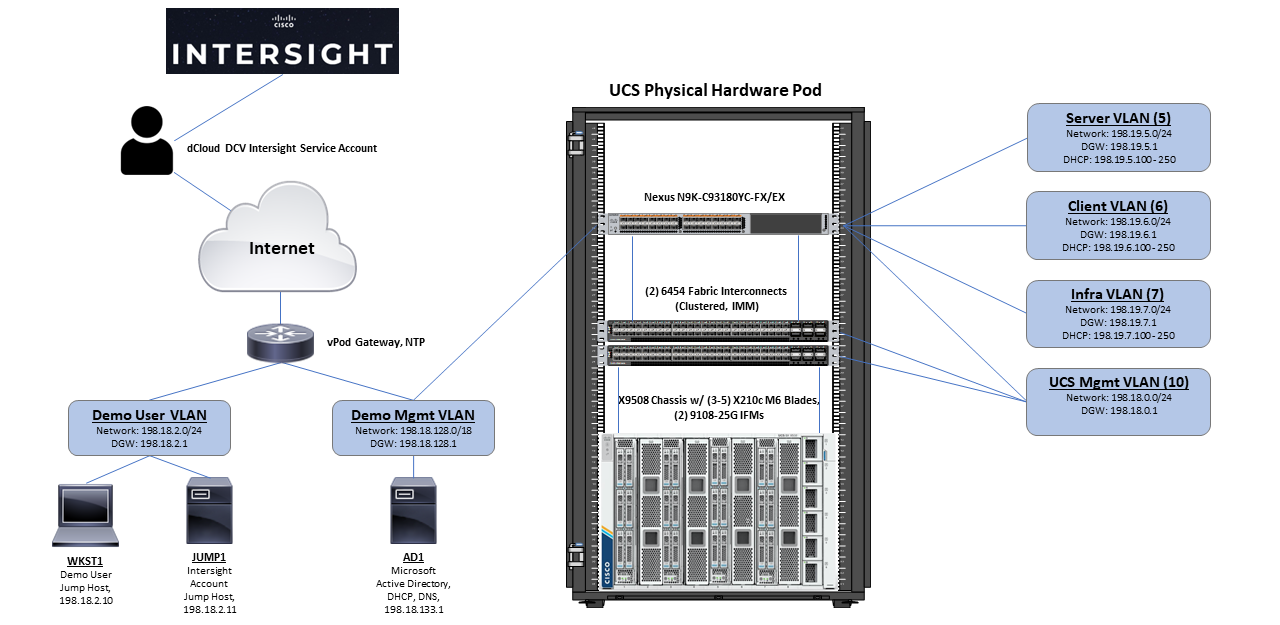 CISCO
INTERSIGHT
dCloud DCV Intersight Service Account
Internet
vPod Gateway, NTP
Demo User VLAN
Network: 198.18.2.0/24
DGW: 198.18.2.1
Demo Mgmt VLAN
Network: 198.18.128.0/18
DGW: 198.18.128.1
WKST1
Demo User
Jump Host,
198.18.2.10
JUMP1
Intersight
Account
Jump Host,
198.18.2.11
AD1
Microsoft
Active Directory,
DHCP, DNS,
198.18.133.1
UCS Physical Hardware Pod
Nexus N9K-C93180YC-FX/EX
(2) 6454 Fabric Interconnects
(Clustered, IMM)
X9508 Chassis w/ (3-5) X210c M6 Blades,
(2) 9108-25G IFMs
CISCO
Server VLAN (5)
Network: 198.19.5.0/24
DGW: 198.19.5.1
DHCP: 198.19.5.100 - 250
Client VLAN (6)
Network: 198.19.6.0/24
DGW: 198.19.6.1
DHCP: 198.19.6.100 - 250
Infra VLAN (7)
Network: 198.19.7.0/24
DGW: 198.19.7.1
DHCP: 198.19.7.100 - 250
UCS Mgmt VLAN (10)
Network: 198.18.0.0/24
DGW: 198.18.0.1